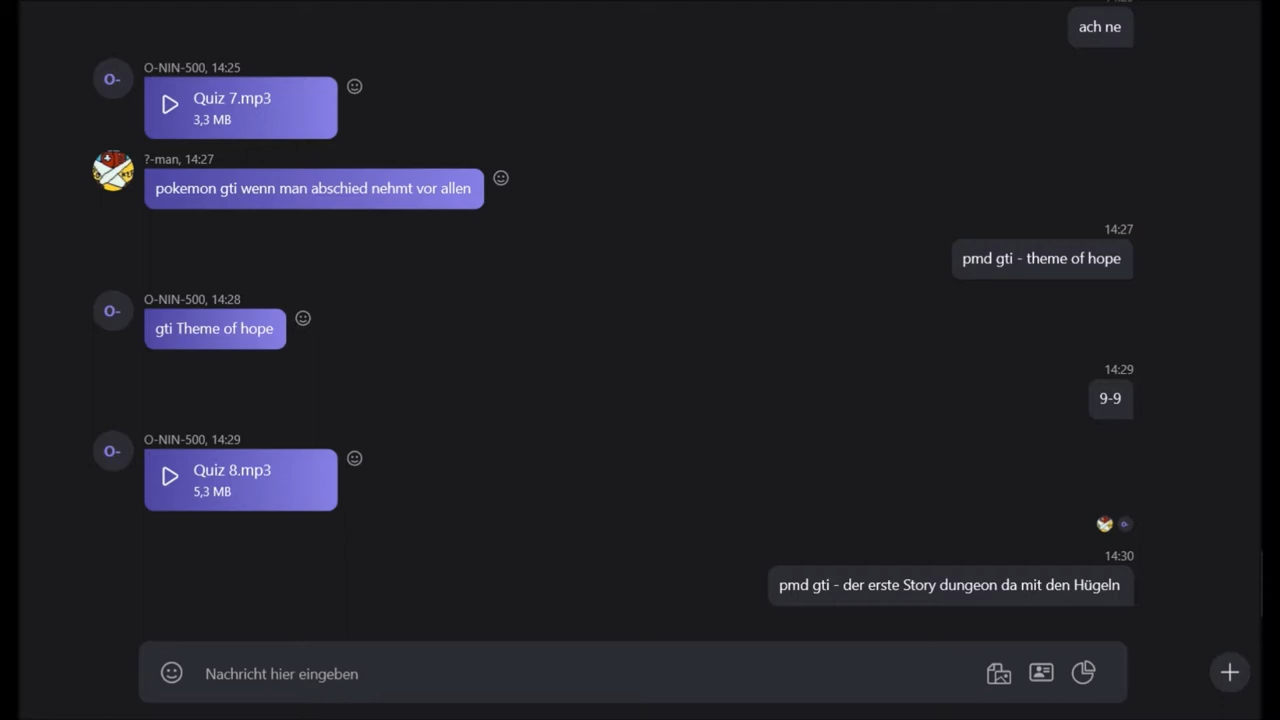 ach ne
O-NIN-500, 14:25
O-
Quiz 7.mp3
3,3 MB
?-man, 14:27
pokemon gti wenn man abschied nehmt vor allen
14:27
pmd gti - theme of hope
O-NIN-500, 14:28
O-
gti Theme of hope
14:29
9-9
O-NIN-500, 14:29
O-
Quiz 8.mp3
5,3 MB
O-
14:30
pmd gti - der erste Story dungeon da mit den Hügeln
Nachricht hier eingeben